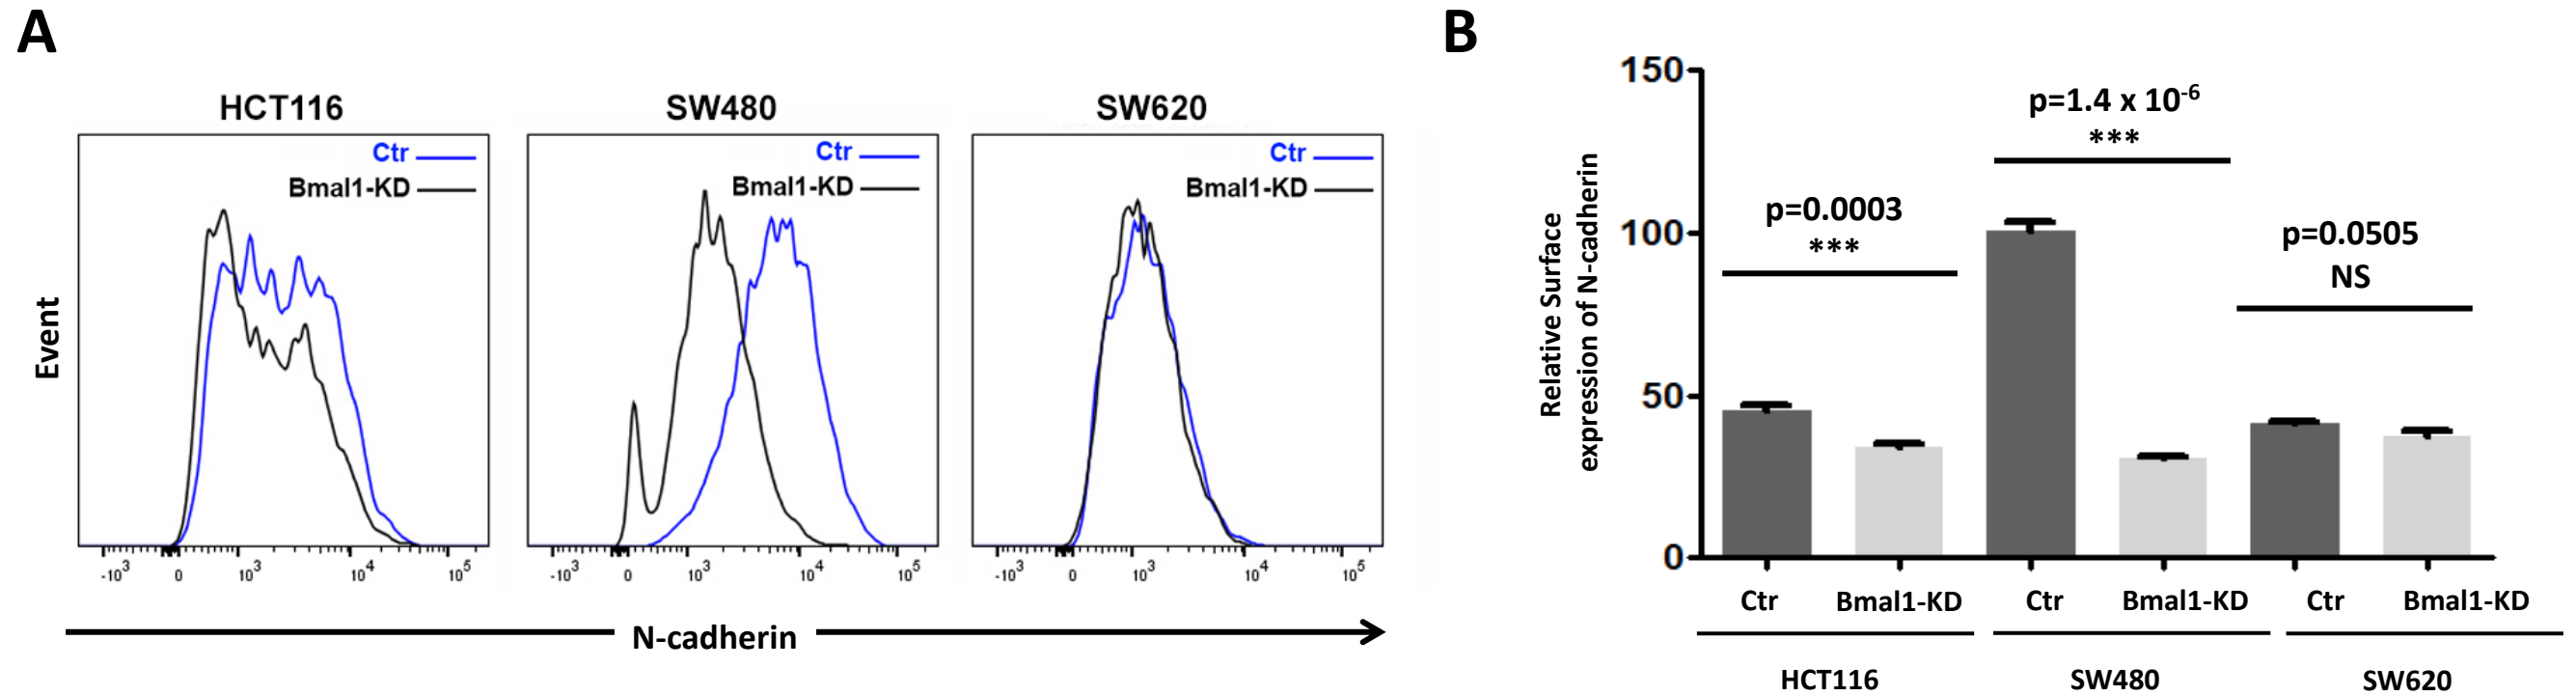 A
HCT116
Ctr
Bmal1-KD
SW480
Ctr
Bmal1-KD
SW620
Ctr
Bmal1-KD
Event
-10³ 0 10³ 10⁴ 10⁵
-10³ 0 10³ 10⁴ 10⁵
-10³ 0 10³ 10⁴ 10⁵
N-cadherin
B
Relative Surface
expression of N-cadherin
150
100
50
0
p=0.0003
***
p=1.4 x 10⁻⁶
***
p=0.0505
NS
Ctr Bmal1-KD Ctr Bmal1-KD Ctr Bmal1-KD
HCT116 SW480 SW620